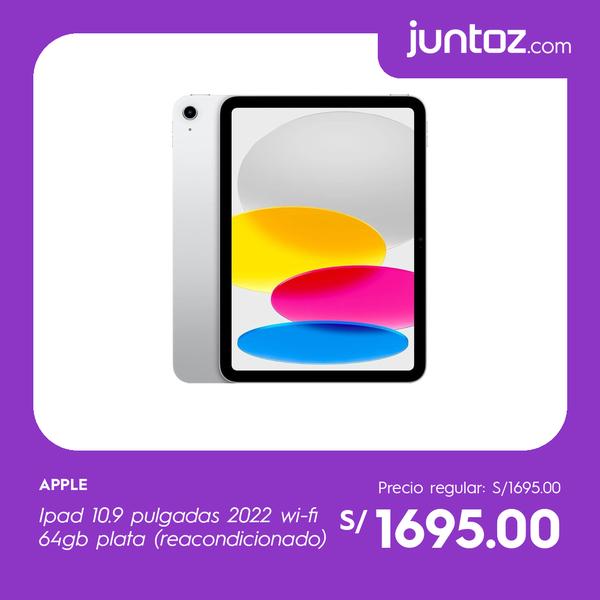 juntoz.com
APPLE
Ipad 10.9 pulgadas 2022 wi-fi
64gb plata (reacondicionado)
Precio regular: S/1695.00
S/ 1695.00